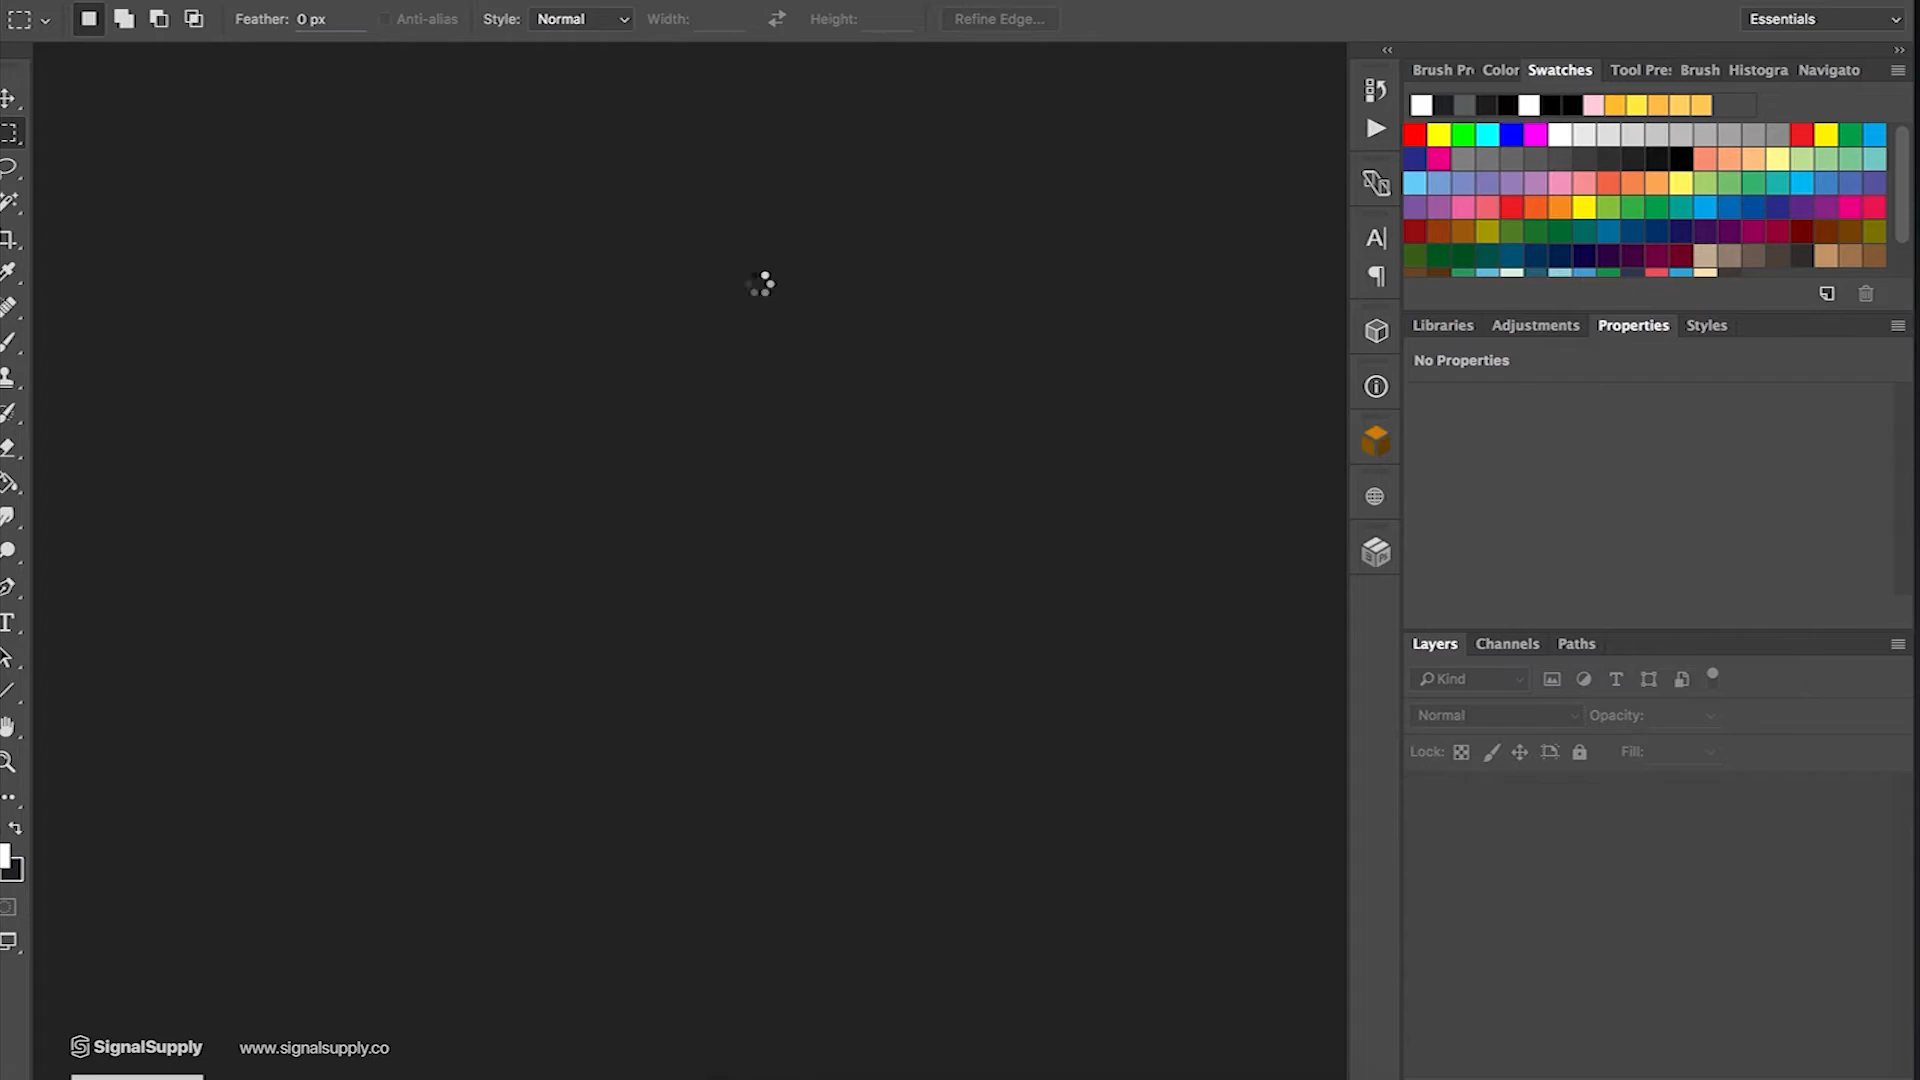 Feather: 0 px Anti-alias Style: Normal Width: Height: Refine Edge... Essentials
Brush Pr Color Swatches Tool Pre: Brush Histogra Navigato
Libraries Adjustments Properties Styles
No Properties
Layers Channels Paths
Kind
Normal Opacity:
Lock: Fill:
SignalSupply www.signalsupply.co